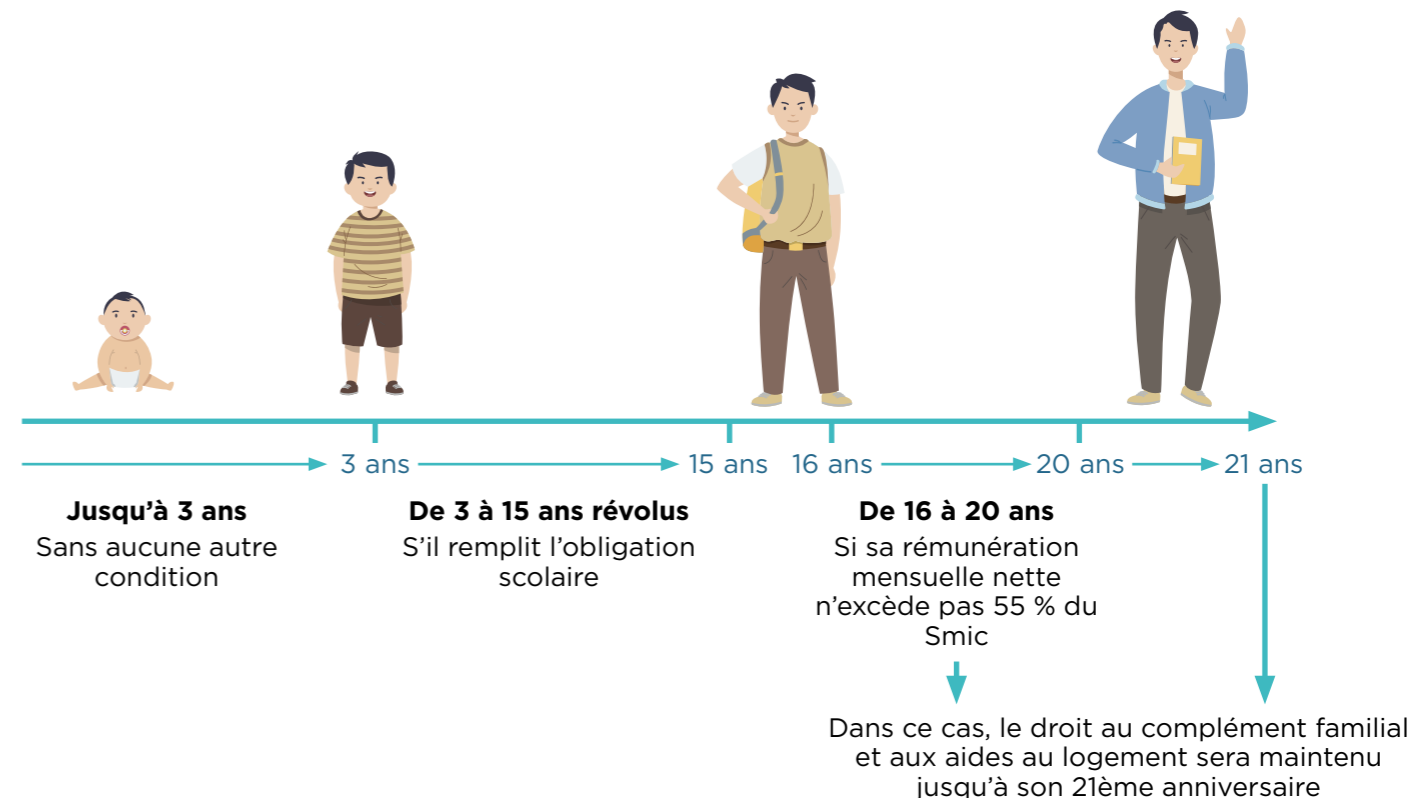 3 ans
15 ans
16 ans
20 ans
21 ans
Jusqu’à 3 ans
Sans aucune autre
condition
De 3 à 15 ans révolus
S’il remplit l’obligation
scolaire
De 16 à 20 ans
Si sa rémunération
mensuelle nette
n’excède pas 55 % du
Smic
Dans ce cas, le droit au complément familial
et aux aides au logement sera maintenu
jusqu’à son 21ème anniversaire